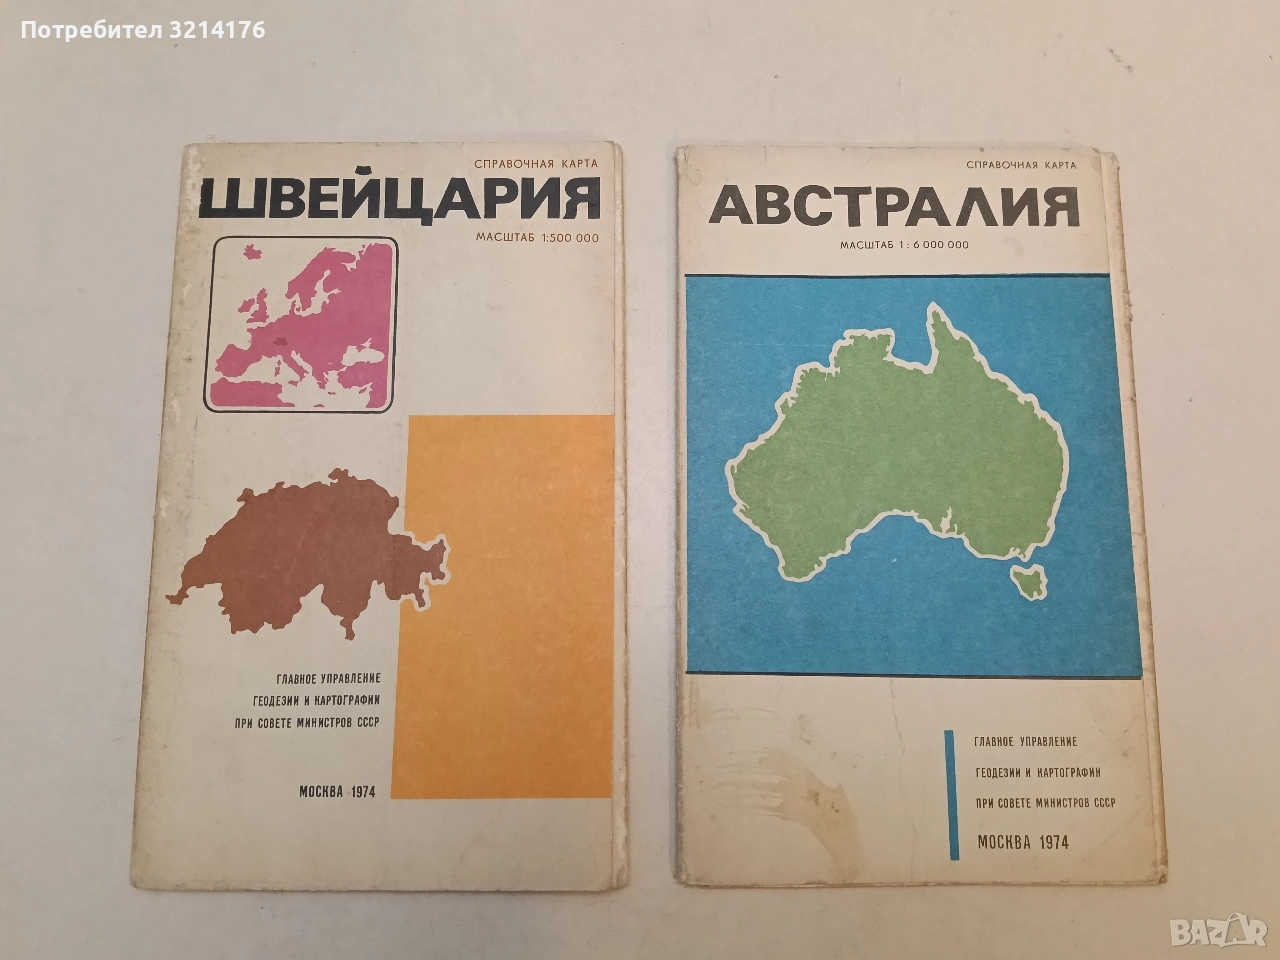 Потребител 3214176
СПРАВОЧНАЯ КАРТА
ШВЕЙЦАРИЯ
МАСШТАБ 1:500 000
ГЛАВНОЕ УПРАВЛЕНИЕ
ГЕОДЕЗИИ И КАРТОГРАФИИ
ПРИ СОВЕТЕ МИНИСТРОВ СССР
МОСКВА 1974
СПРАВОЧНАЯ КАРТА
АВСТРАЛИЯ
МАСШТАБ 1 : 6 000 000
ГЛАВНОЕ УПРАВЛЕНИЕ
ГЕОДЕЗИИ И КАРТОГРАФИИ
ПРИ СОВЕТЕ МИНИСТРОВ СССР
МОСКВА 1974
BAZAR